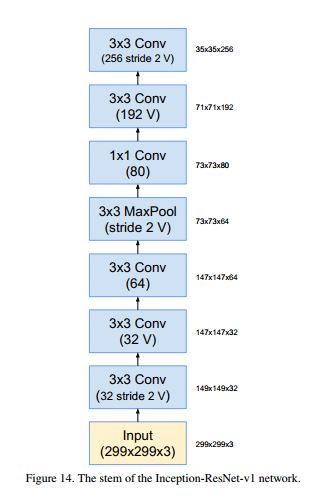 3x3 Conv
(256 stride 2 V)
35x35x256
3x3 Conv
(192 V)
71x71x192
1x1 Conv
(80)
73x73x80
3x3 MaxPool
(stride 2 V)
73x73x64
3x3 Conv
(64)
147x147x64
3x3 Conv
(32 V)
147x147x32
3x3 Conv
(32 stride 2 V)
149x149x32
Input
(299x299x3)
299x299x3
Figure 14. The stem of the Inception-ResNet-v1 network.